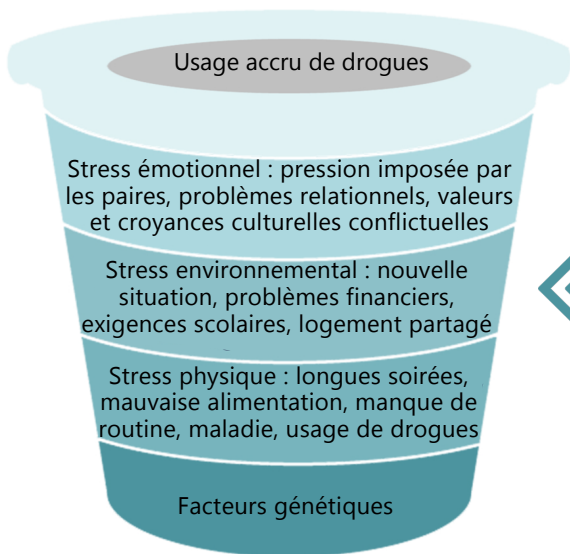 Usage accru de drogues
Stress émotionnel : pression imposée par
les paires, problèmes relationnels, valeurs
et croyances culturelles conflictuelles
Stress environnemental : nouvelle
situation, problèmes financiers,
exigences scolaires, logement partagé
Stress physique : longues soirées,
mauvaise alimentation, manque de
routine, maladie, usage de drogues
Facteurs génétiques